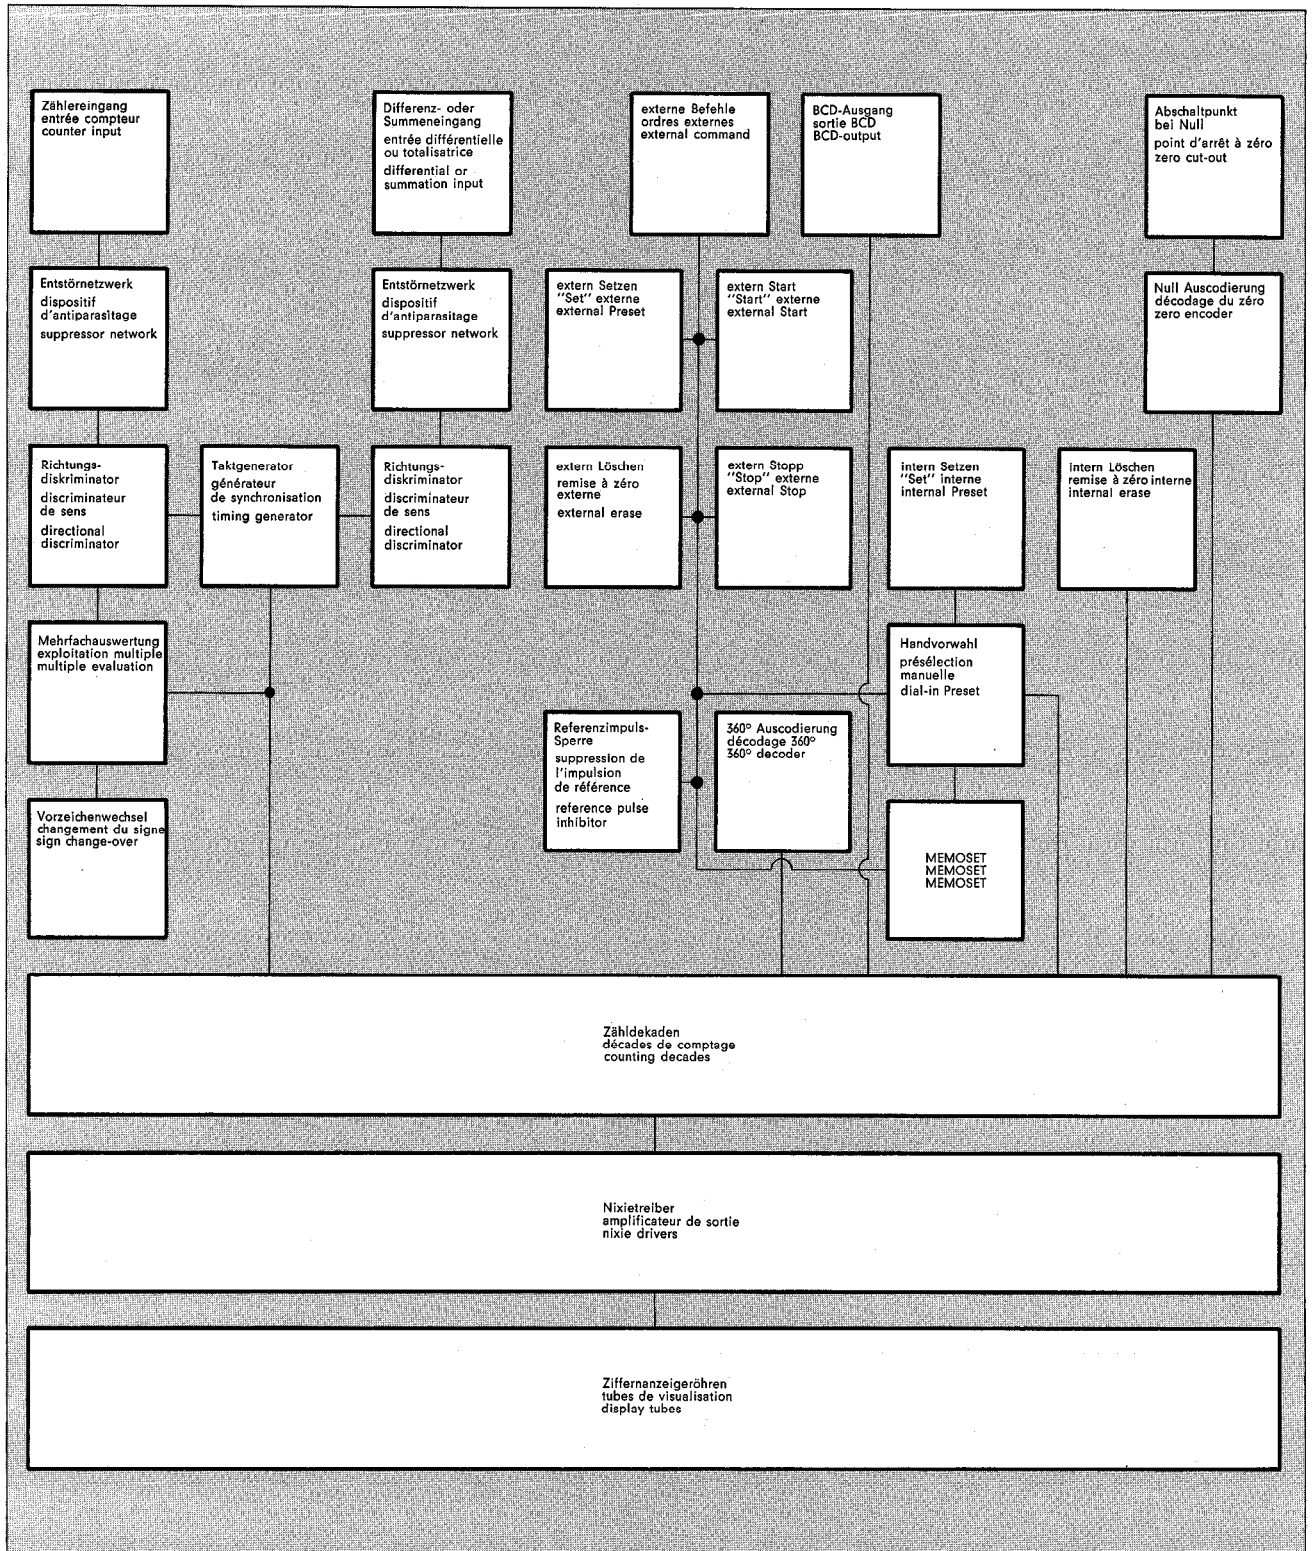 Zählereingang
entrée compteur
counter input
Differenz- oder
Summeneingang
entrée différentielle
ou totalisatrice
differential or
summation input
externe Befehle
ordres externes
external command
BCD-Ausgang
sortie BCD
BCD-output
Abschaltpunkt
bei Null
point d'arrêt à zéro
zero cut-out
Entstörnetzwerk
dispositif
d'antiparasitage
suppressor network
Entstörnetzwerk
dispositif
d'antiparasitage
suppressor network
extern Setzen
"Set" externe
external Preset
extern Start
"Start" externe
external Start
Null Auscodierung
décodage du zéro
zero encoder
Richtungs-
diskriminator
discriminateur
de sens
directional
discriminator
Taktgenerator
générateur
de synchronisation
timing generator
Richtungs-
diskriminator
discriminateur
de sens
directional
discriminator
extern Löschen
remise à zéro
externe
external erase
extern Stopp
"Stop" externe
external Stop
intern Setzen
"Set" interne
internal Preset
intern Löschen
remise à zéro interne
internal erase
Mehrfachauswertung
exploitation multiple
multiple evaluation
Handvorwahl
présélection
manuelle
dial-in Preset
Referenzimpuls-
Sperre
suppression de
l'impulsion
de référence
reference pulse
inhibitor
360° Auscodierung
décodage 360°
360° decoder
Vorzeichenwechsel
changement du signe
sign change-over
MEMOSET
MEMOSET
MEMOSET
Zähldekaden
décades de comptage
counting decades
Nixietreiber
amplificateur de sortie
nixie drivers
Ziffernanzeigeröhren
tubes de visualisation
display tubes